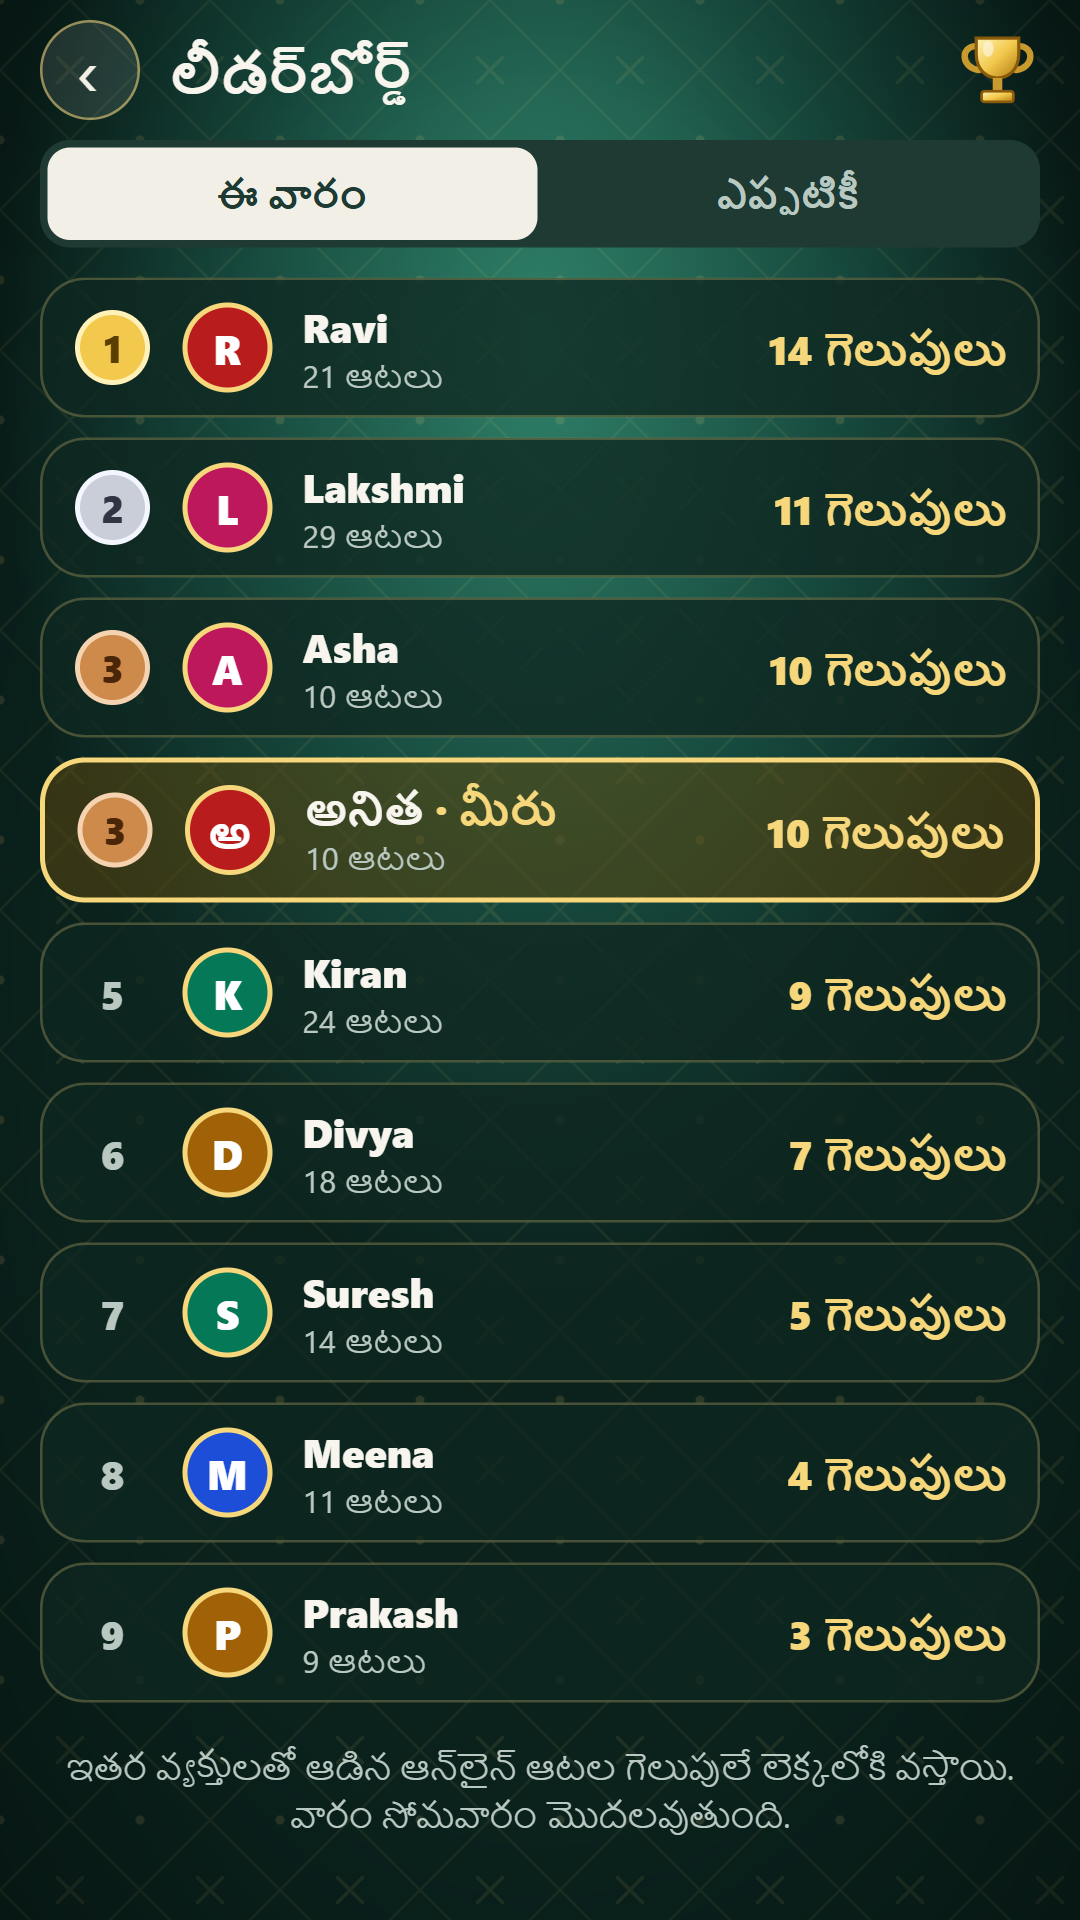 ‹ లీడర్‌బోర్డ్
ఈ వారం ఎప్పటికీ
1 R Ravi 14 గెలుపులు
21 ఆటలు
2 L Lakshmi 11 గెలుపులు
29 ఆటలు
3 A Asha 10 గెలుపులు
10 ఆటలు
3 అ అనిత · మీరు 10 గెలుపులు
10 ఆటలు
5 K Kiran 9 గెలుపులు
24 ఆటలు
6 D Divya 7 గెలుపులు
18 ఆటలు
7 S Suresh 5 గెలుపులు
14 ఆటలు
8 M Meena 4 గెలుపులు
11 ఆటలు
9 P Prakash 3 గెలుపులు
9 ఆటలు
ఇతర వ్యక్తులతో ఆడిన ఆన్‌లైన్ ఆటల గెలుపులే లెక్కలోకి వస్తాయి.
వారం సోమవారం మొదలవుతుంది.